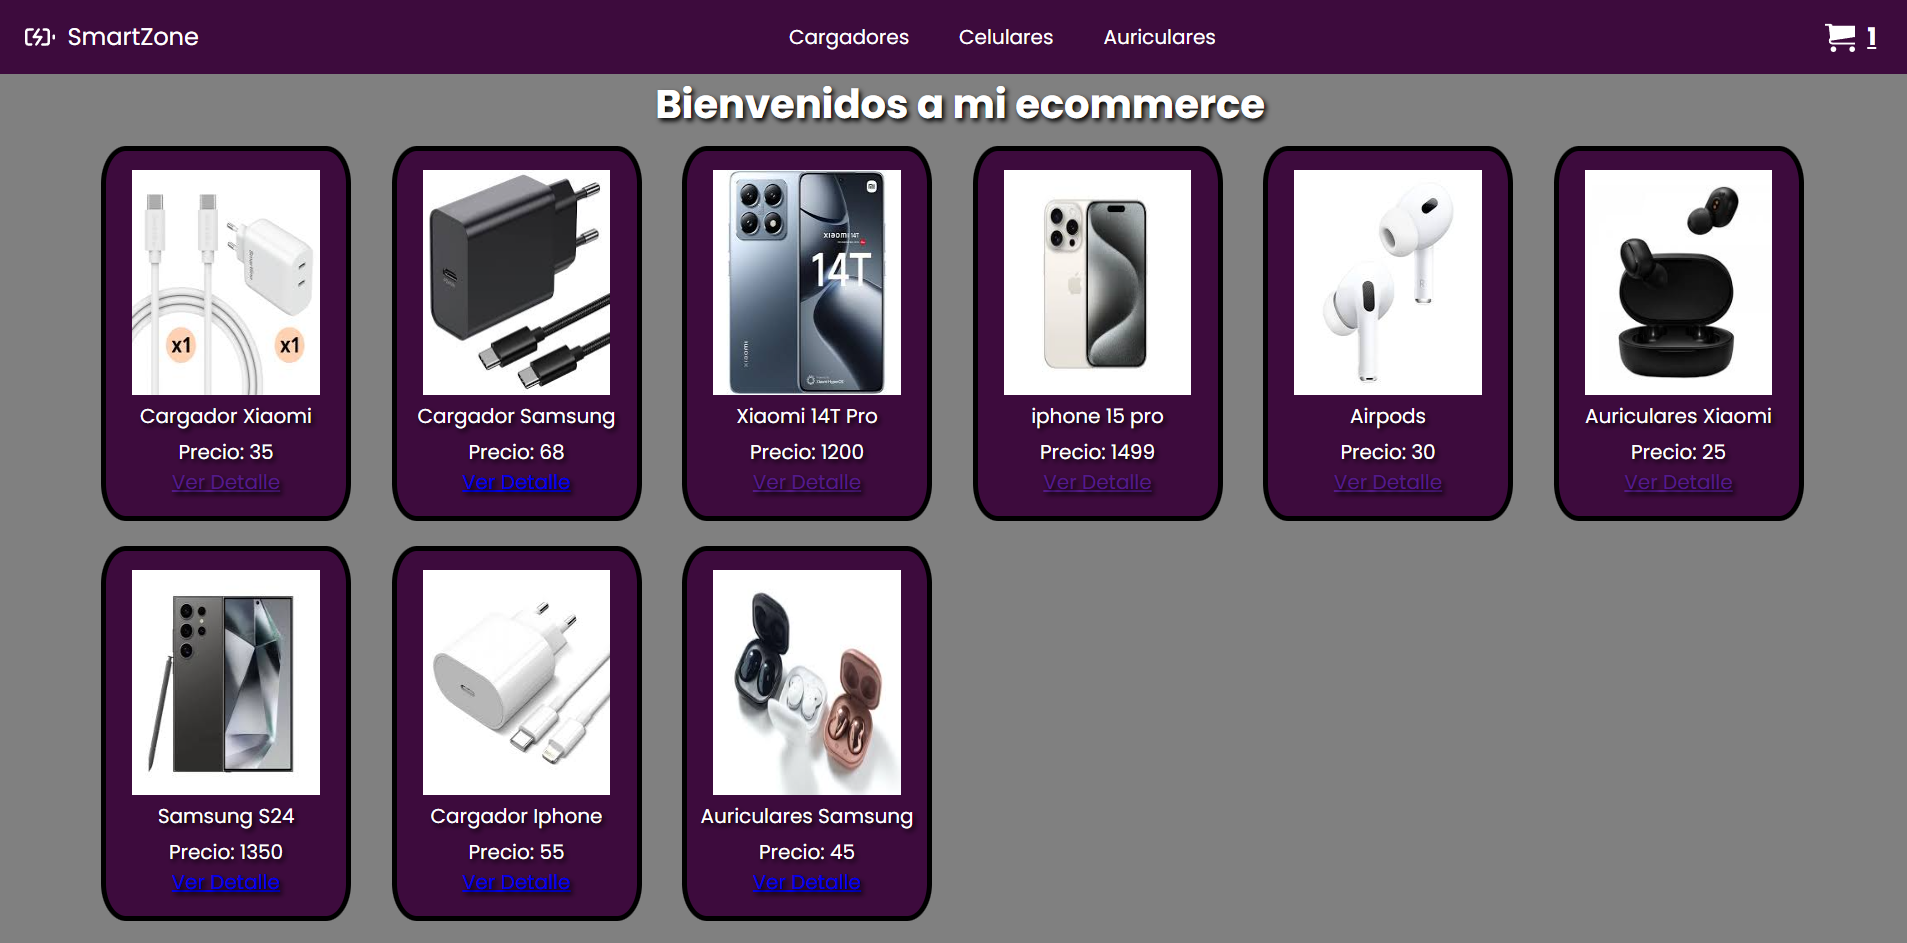 SmartZone
Cargadores
Celulares
Auriculares
1
Bienvenidos a mi ecommerce
x1
x1
Cargador Xiaomi
Precio: 35
Ver Detalle
Cargador Samsung
Precio: 68
Ver Detalle
XIAOMI 14T
14T
xiaomi
Xiaomi 14T Pro
Precio: 1200
Ver Detalle
iphone 15 pro
Precio: 1499
Ver Detalle
Airpods
Precio: 30
Ver Detalle
Auriculares Xiaomi
Precio: 25
Ver Detalle
Samsung S24
Precio: 1350
Ver Detalle
Cargador Iphone
Precio: 55
Ver Detalle
Auriculares Samsung
Precio: 45
Ver Detalle